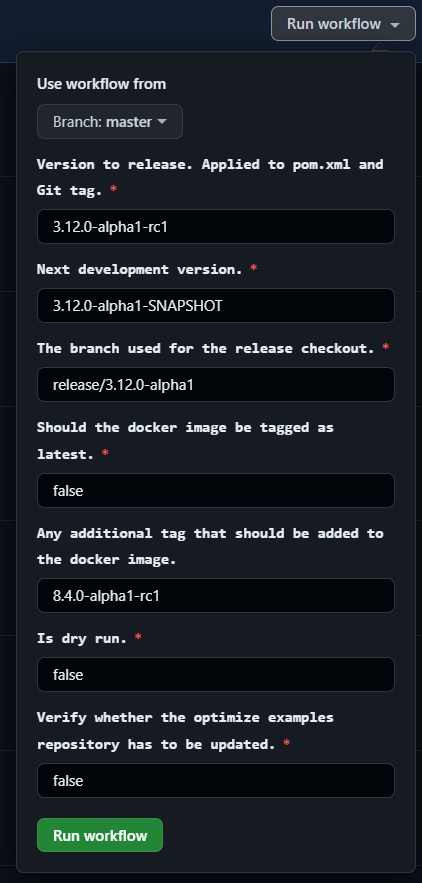 Run workflow
Use workflow from
Branch: master
Version to release. Applied to pom.xml and
Git tag. *
3.12.0-alpha1-rc1
Next development version. *
3.12.0-alpha1-SNAPSHOT
The branch used for the release checkout. *
release/3.12.0-alpha1
Should the docker image be tagged as
latest. *
false
Any additional tag that should be added to
the docker image.
8.4.0-alpha1-rc1
Is dry run. *
false
Verify whether the optimize examples
repository has to be updated. *
false
Run workflow